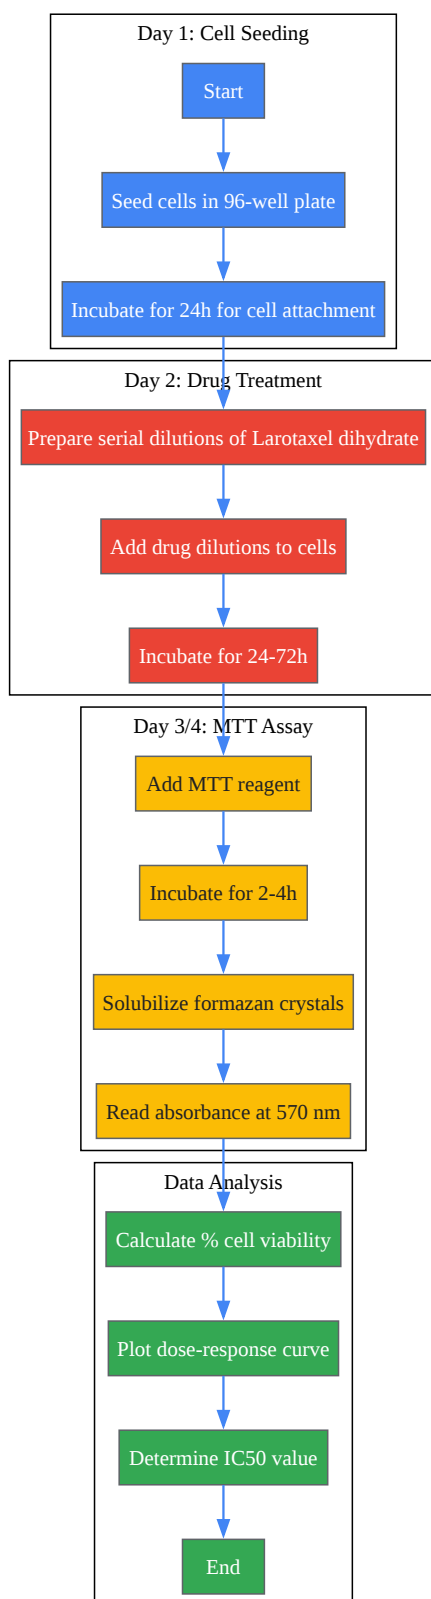 Day 1: Cell Seeding
Start
Seed cells in 96-well plate
Incubate for 24h for cell attachment
Day 2: Drug Treatment
Prepare serial dilutions of Larotaxel dihydrate
Add drug dilutions to cells
Incubate for 24-72h
Day 3/4: MTT Assay
Add MTT reagent
Incubate for 2-4h
Solubilize formazan crystals
Read absorbance at 570 nm
Data Analysis
Calculate % cell viability
Plot dose-response curve
Determine IC50 value
End